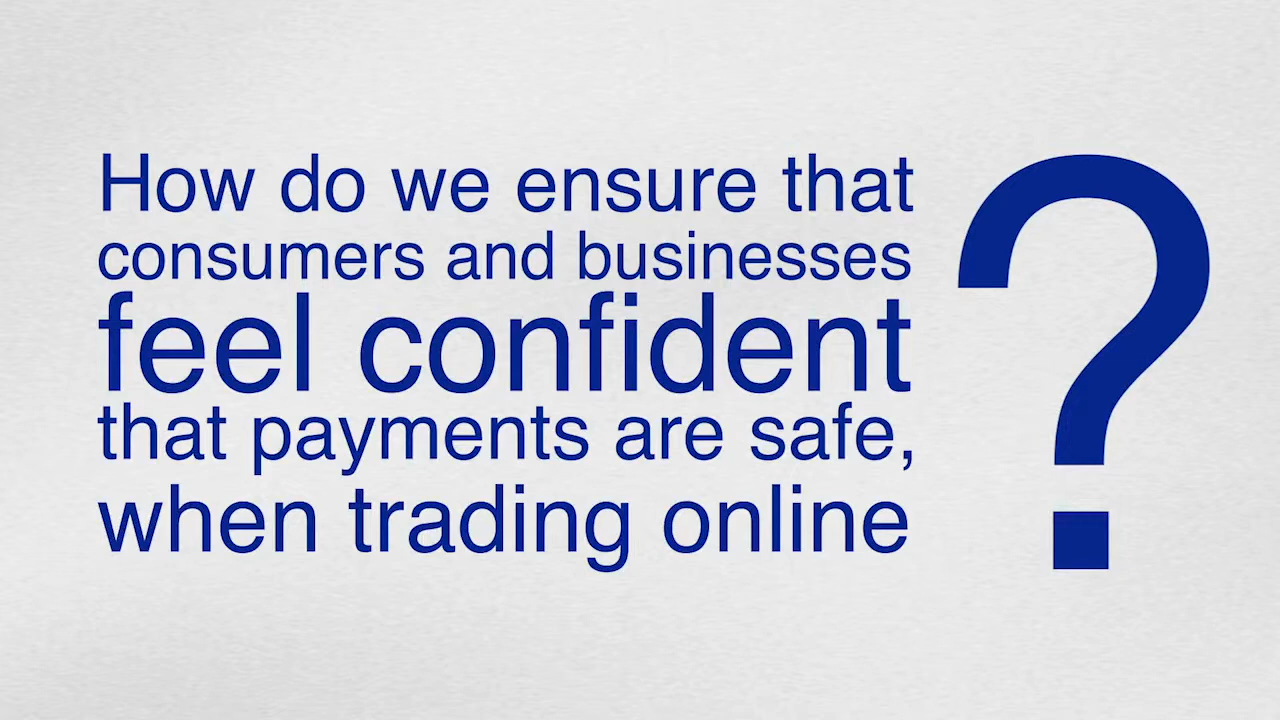 How do we ensure that
consumers and businesses
feel confident
that payments are safe,
when trading online
?